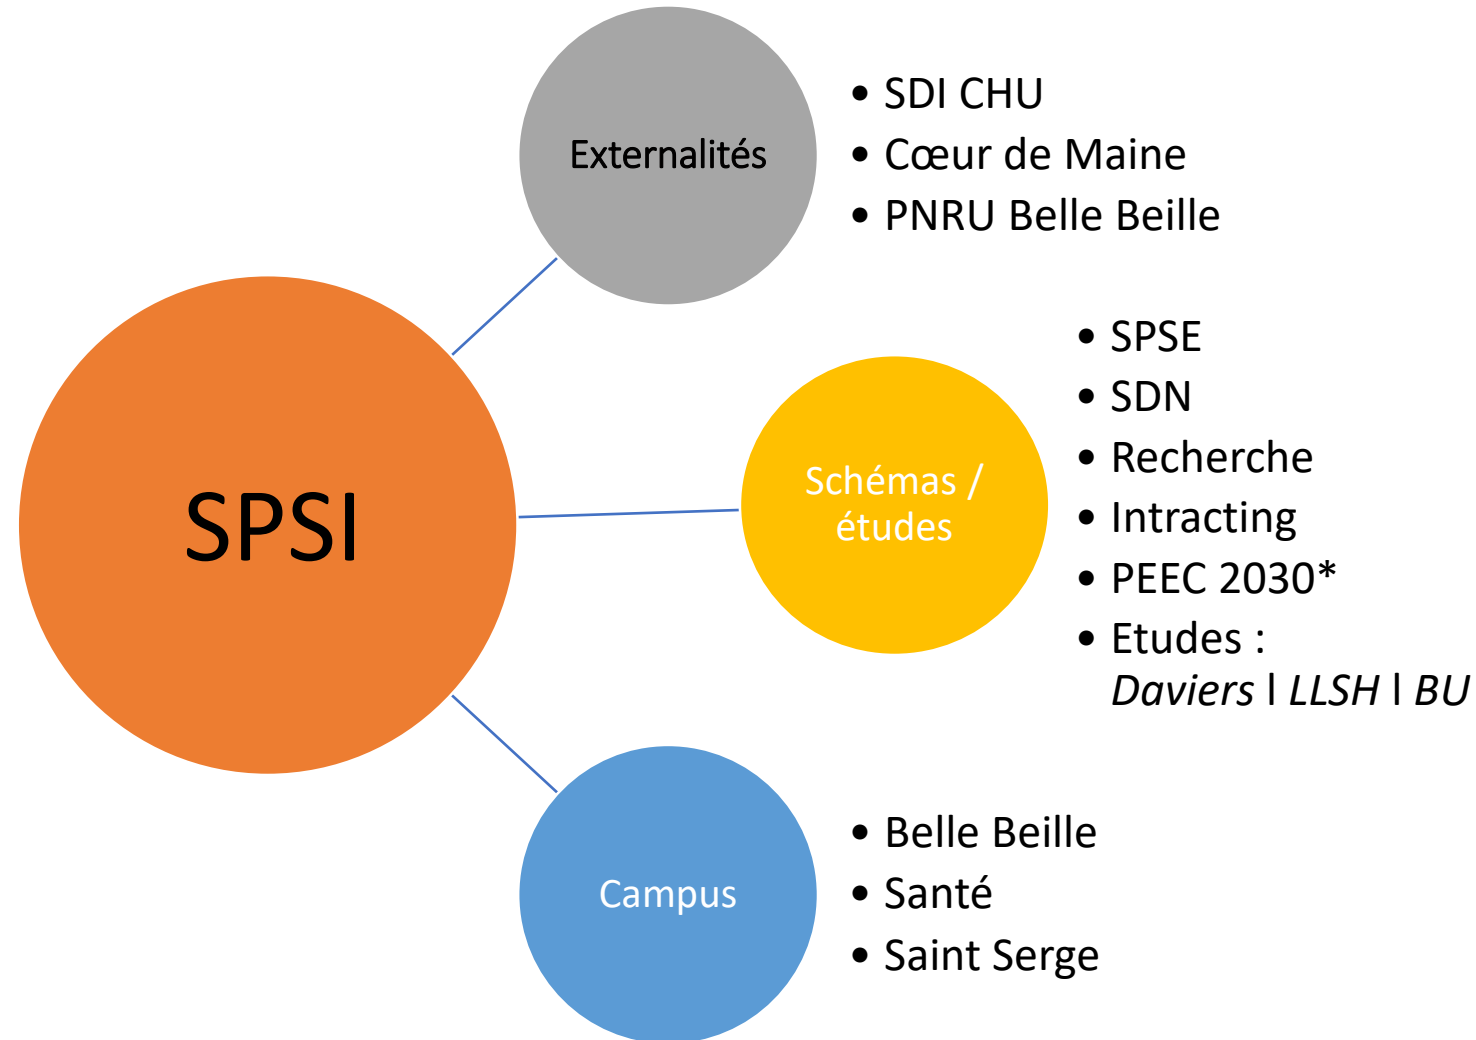 Externalités
• SDI CHU
• Cœur de Maine
• PNRU Belle Beille
SPSI
Schémas /
études
• SPSE
• SDN
• Recherche
• Intracting
• PEEC 2030*
• Etudes :
Daviers l LLSH l BU
Campus
• Belle Beille
• Santé
• Saint Serge